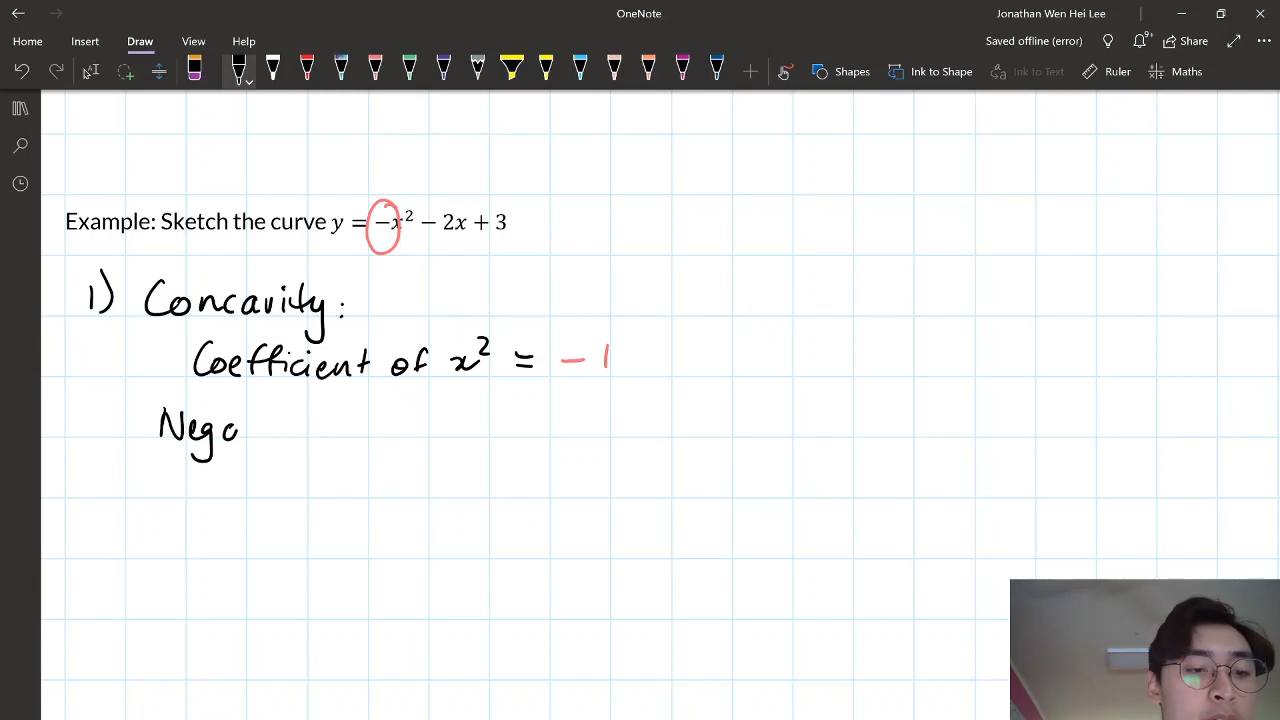 OneNote
Jonathan Wen Hei Lee
Home Insert Draw View Help
Saved offline (error) 9+ Share
Shapes Ink to Shape Ink to Text Ruler Maths
Example: Sketch the curve y = −x² − 2x + 3
1) Concavity:
Coefficient of x² = −1
Nega